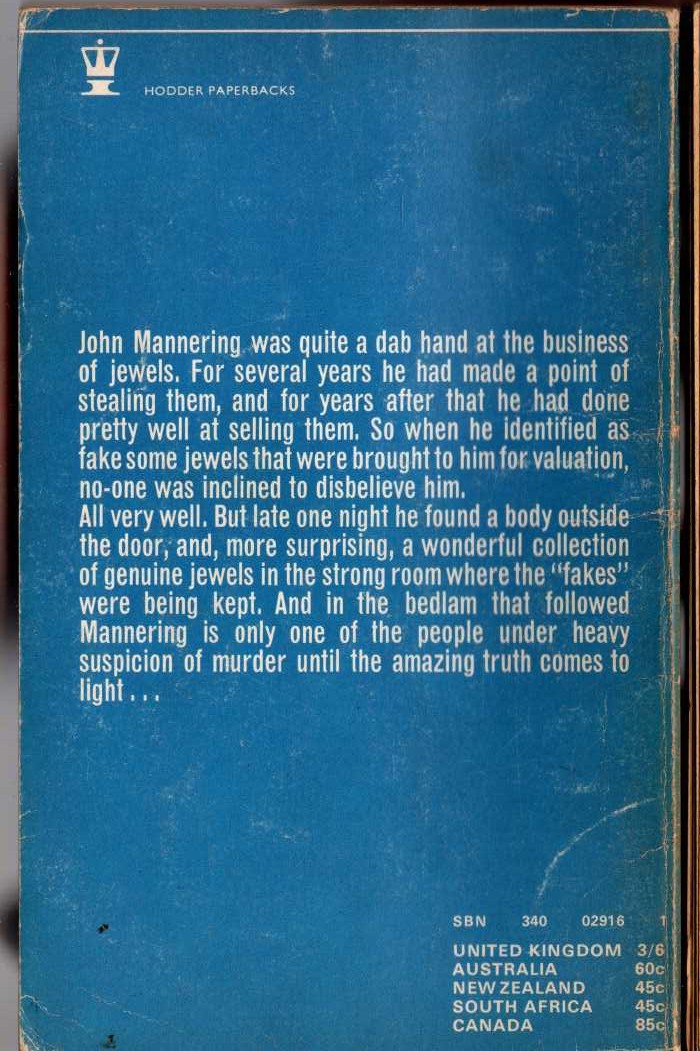 HODDER PAPERBACKS
John Mannering was quite a dab hand at the business
of jewels. For several years he had made a point of
stealing them, and for years after that he had done
pretty well at selling them. So when he identified as
fake some jewels that were brought to him for valuation,
no-one was inclined to disbelieve him.
All very well. But late one night he found a body outside
the door, and, more surprising, a wonderful collection
of genuine jewels in the strong room where the “fakes”
were being kept. And in the bedlam that followed
Mannering is only one of the people under heavy
suspicion of murder until the amazing truth comes to
light...
SBN 340 02916 1
UNITED KINGDOM 3/6
AUSTRALIA 60c
NEW ZEALAND 45c
SOUTH AFRICA 45c
CANADA 85c